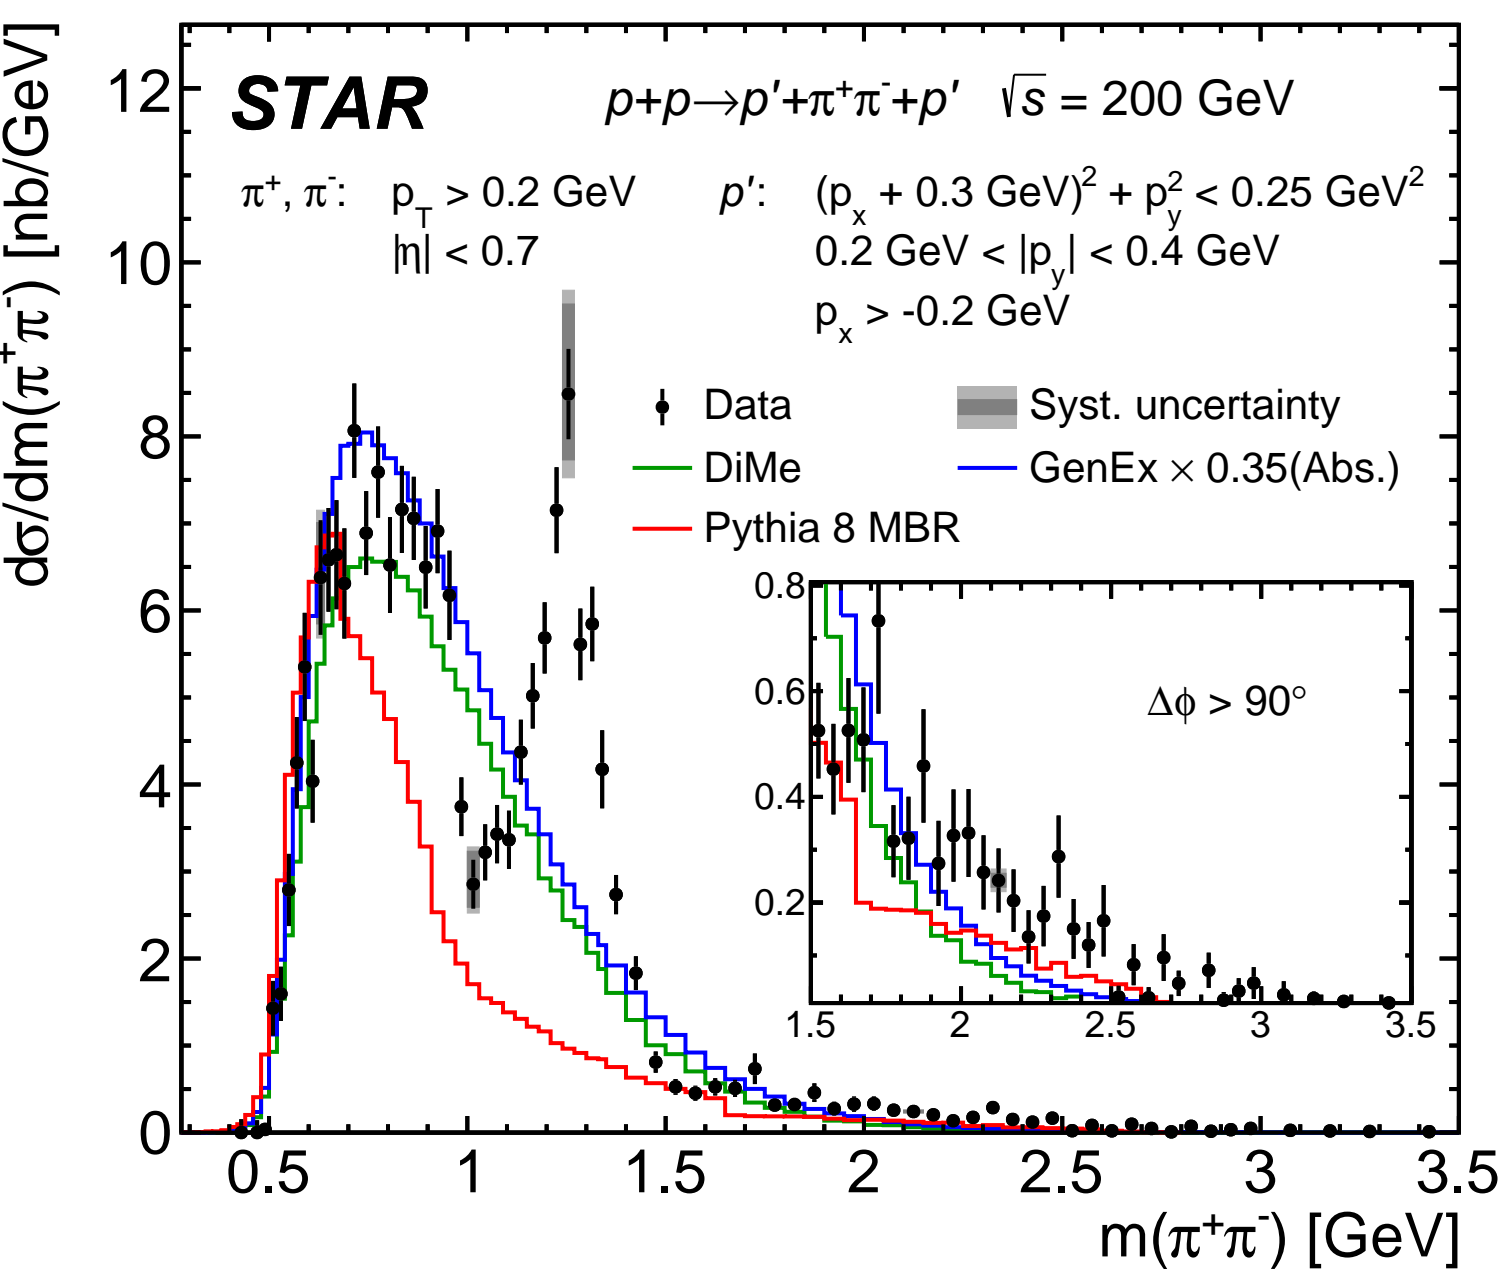 dσ/dm(π⁺π⁻) [nb/GeV]
12
10
8
6
4
2
0
STAR p+p→p′+π⁺π⁻+p′ √s = 200 GeV
π⁺, π⁻: p_T > 0.2 GeV p′: (p_x + 0.3 GeV)² + p_y² < 0.25 GeV²
|η| < 0.7 0.2 GeV < |p_y| < 0.4 GeV
p_x > -0.2 GeV
Data Syst. uncertainty
DiMe GenEx × 0.35(Abs.)
Pythia 8 MBR
0.8
0.6
0.4
0.2
Δϕ > 90°
1.5 2 2.5 3 3.5
0.5 1 1.5 2 2.5 3 3.5
m(π⁺π⁻) [GeV]